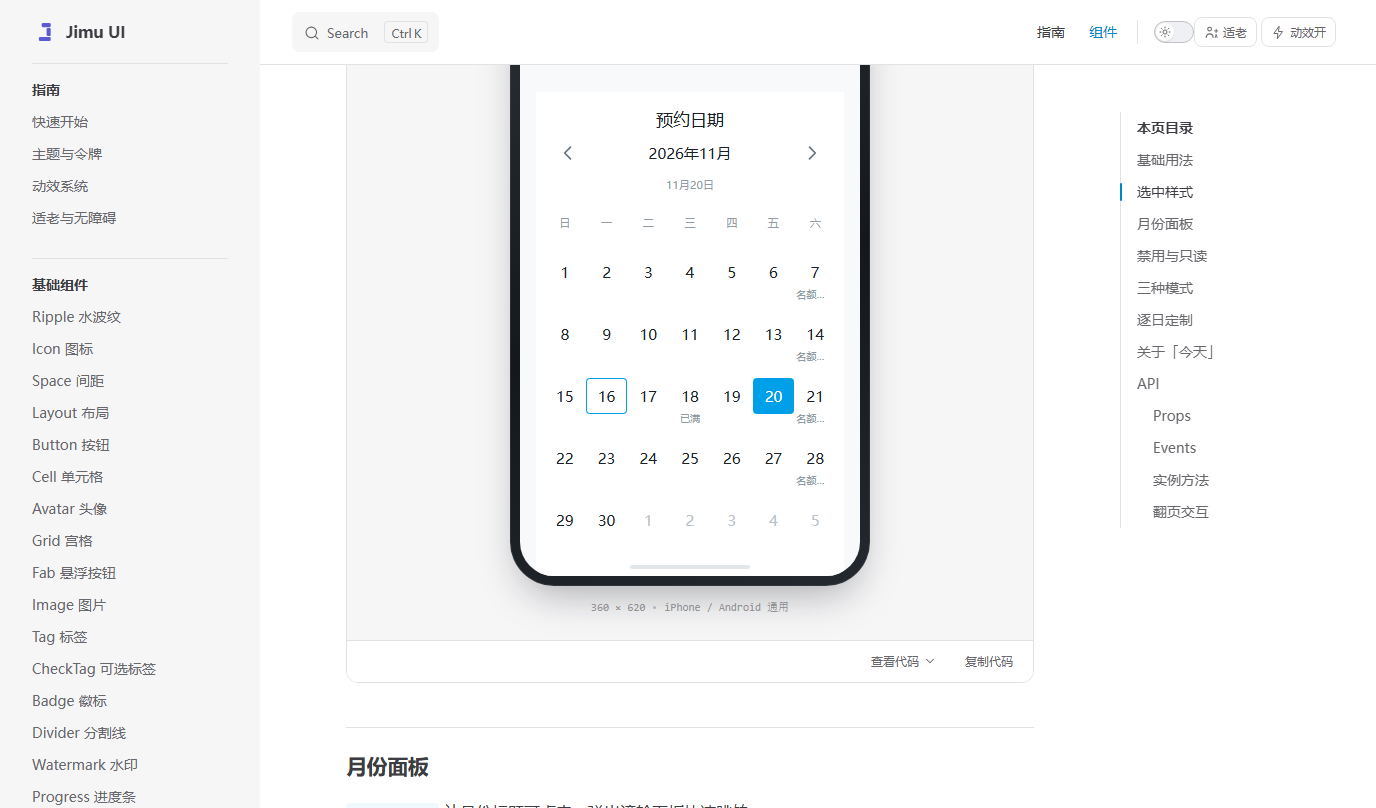 Jimu UI
Search Ctrl K
指南 组件 适老 动效开
指南
快速开始
主题与令牌
动效系统
适老与无障碍
基础组件
Ripple 水波纹
Icon 图标
Space 间距
Layout 布局
Button 按钮
Cell 单元格
Avatar 头像
Grid 宫格
Fab 悬浮按钮
Image 图片
Tag 标签
CheckTag 可选标签
Badge 徽标
Divider 分割线
Watermark 水印
Progress 进度条
预约日期
2026年11月
11月20日
日 一 二 三 四 五 六
1 2 3 4 5 6 7
名额...
8 9 10 11 12 13 14
名额...
15 16 17 18 19 20 21
已满 名额...
22 23 24 25 26 27 28
名额...
29 30 1 2 3 4 5
360 × 620 · iPhone / Android 通用
查看代码 复制代码
月份面板
本页目录
基础用法
选中样式
月份面板
禁用与只读
三种模式
逐日定制
关于「今天」
API
Props
Events
实例方法
翻页交互